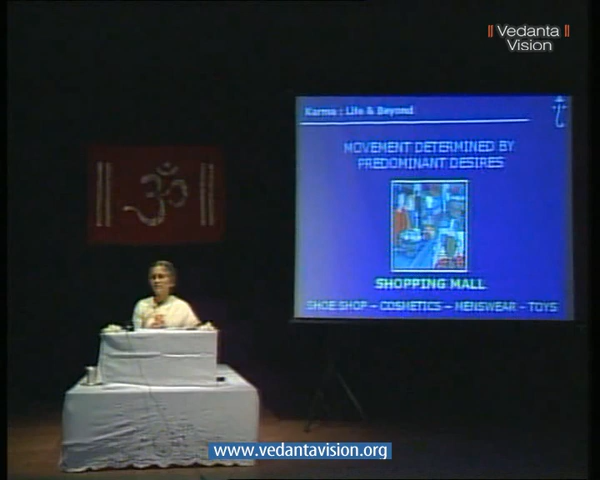 ॥ Vedanta ॥
Vision
Karma : Life & Beyond
MOVEMENT DETERMINED BY
PREDOMINANT DESIRES
SHOPPING MALL
SHOE SHOP – COSMETICS – MENSWEAR – TOYS
॥ ॐ ॥
www.vedantavision.org